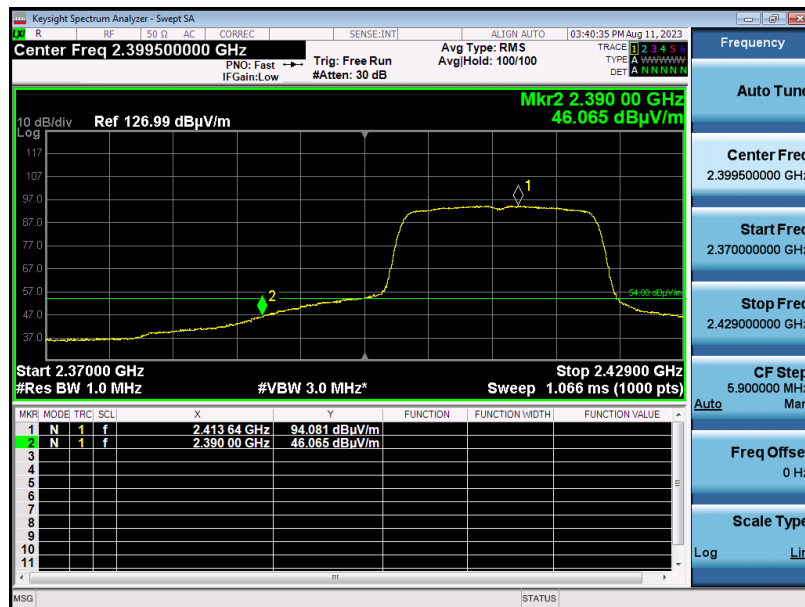 Keysight Spectrum Analyzer - Swept SA
LXI R RF 50 Ω AC CORREC SENSE:INT ALIGN AUTO 03:40:35 PM Aug 11, 2023
Center Freq 2.399500000 GHz
PNO: Fast
IFGain:Low
Trig: Free Run
#Atten: 30 dB
Avg Type: RMS
Avg|Hold: 100/100
TRACE 1 2 3 4 5 6
TYPE A W W W W W
DET A N N N N N
Mkr2 2.390 00 GHz
46.065 dBµV/m
10 dB/div Ref 126.99 dBµV/m
Log
117
107
97.0
87.0
77.0
67.0
57.0
47.0
37.0
1
2
54.00 dBµV/m
Start 2.37000 GHz Stop 2.42900 GHz
#Res BW 1.0 MHz #VBW 3.0 MHz* Sweep 1.066 ms (1000 pts)
MKR MODE TRC SCL X Y FUNCTION FUNCTION WIDTH FUNCTION VALUE
1 N 1 f 2.413 64 GHz 94.081 dBµV/m
2 N 1 f 2.390 00 GHz 46.065 dBµV/m
3
4
5
6
7
8
9
10
11
MSG STATUS
Frequency
Auto Tune
Center Freq
2.399500000 GHz
Start Freq
2.370000000 GHz
Stop Freq
2.429000000 GHz
CF Step
5.900000 MHz
Auto Man
Freq Offset
0 Hz
Scale Type
Log Lin